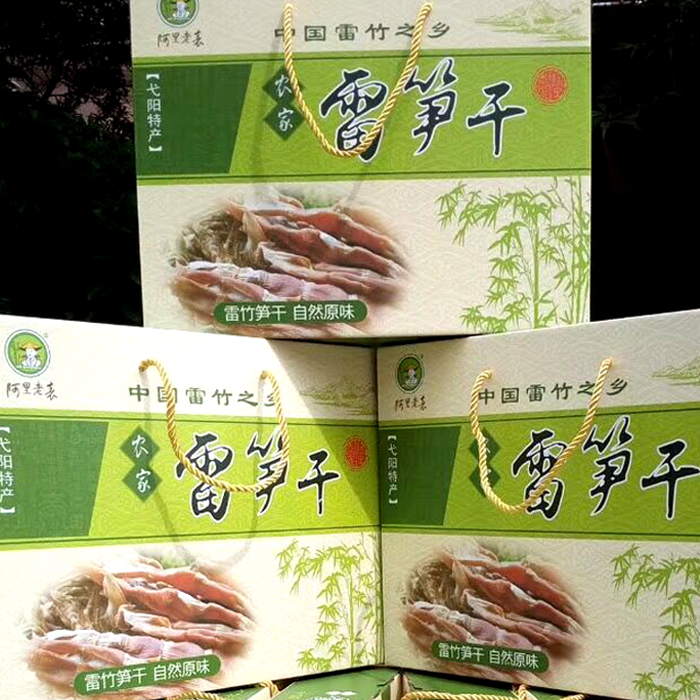 阿里老表
中国雷竹之乡
【弋阳特产】
农家
雷笋干
雷竹笋干 自然原味
阿里老表
中国雷竹之乡
【弋阳特产】
农家
雷笋干
雷竹笋干 自然原味
阿里老表
中国雷竹之乡
【弋阳特产】
农家
雷笋干
雷竹笋干 自然原味